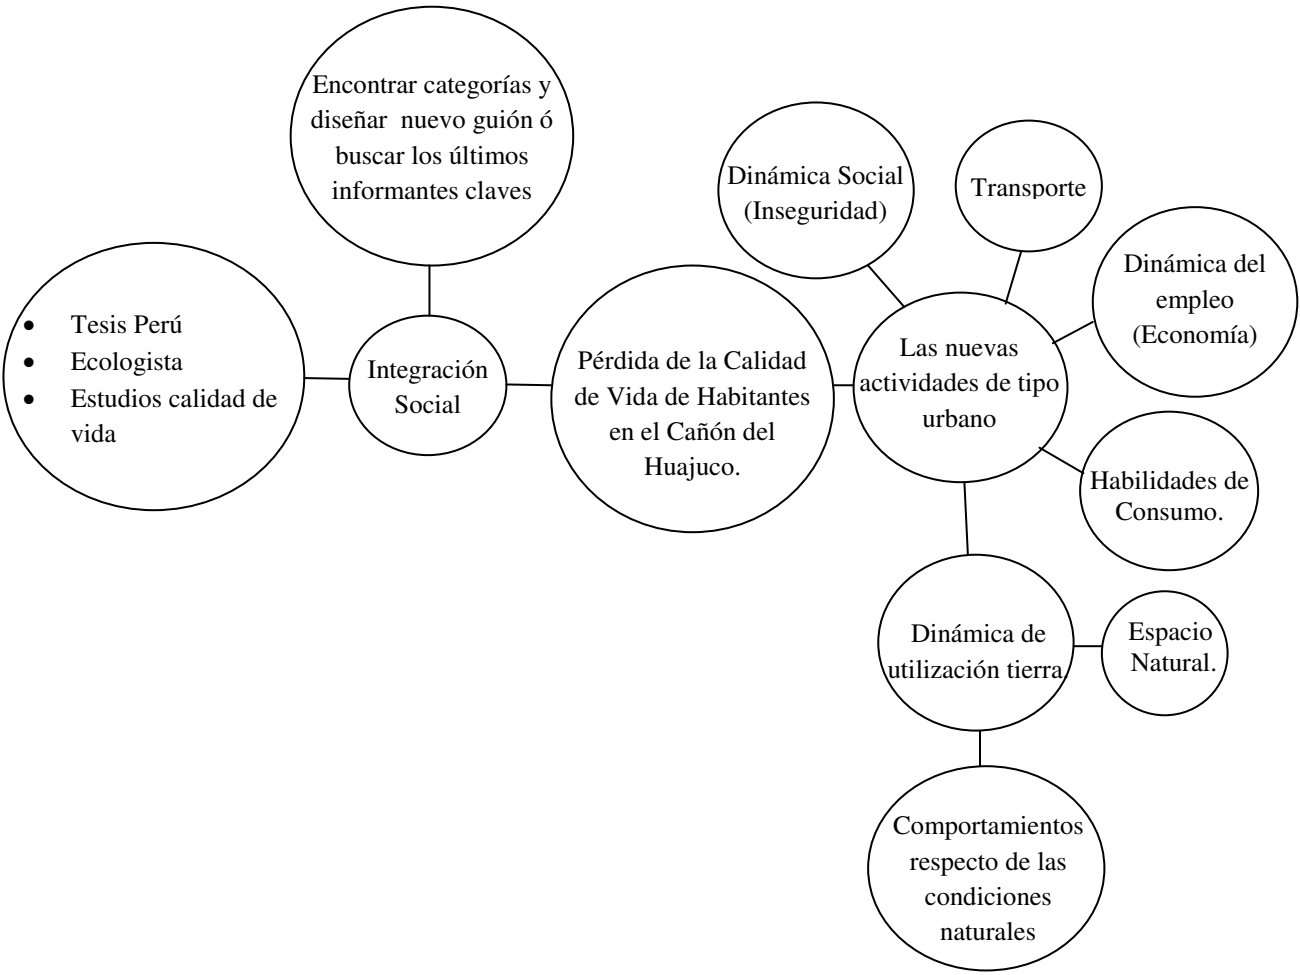 Encontrar categorías y
diseñar nuevo guión ó
buscar los últimos
informantes claves
Dinámica Social
(Inseguridad)
Transporte
Dinámica del
empleo
(Economía)
• Tesis Perú
• Ecologista
• Estudios calidad de
vida
Integración
Social
Pérdida de la Calidad
de Vida de Habitantes
en el Cañón del
Huajuco.
Las nuevas
actividades de tipo
urbano
Habilidades de
Consumo.
Dinámica de
utilización tierra.
Espacio
Natural.
Comportamientos
respecto de las
condiciones
naturales